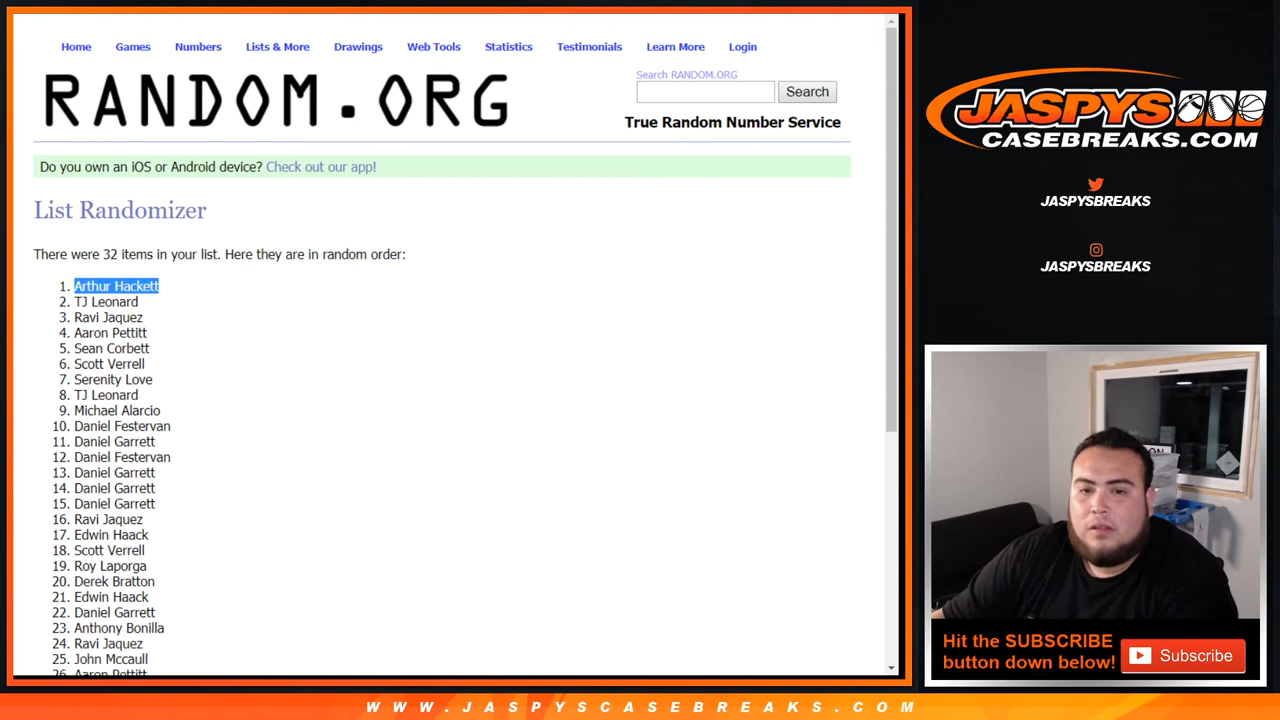 Home Games Numbers Lists & More Drawings Web Tools Statistics Testimonials Learn More Login
RANDOM.ORG
Search RANDOM.ORG
Search
True Random Number Service
Do you own an iOS or Android device? Check out our app!
List Randomizer
There were 32 items in your list. Here they are in random order:
1. Arthur Hackett
2. TJ Leonard
3. Ravi Jaquez
4. Aaron Pettitt
5. Sean Corbett
6. Scott Verrell
7. Serenity Love
8. TJ Leonard
9. Michael Alarcio
10. Daniel Festervan
11. Daniel Garrett
12. Daniel Festervan
13. Daniel Garrett
14. Daniel Garrett
15. Daniel Garrett
16. Ravi Jaquez
17. Edwin Haack
18. Scott Verrell
19. Roy Laporga
20. Derek Bratton
21. Edwin Haack
22. Daniel Garrett
23. Anthony Bonilla
24. Ravi Jaquez
25. John Mccaull
26. Aaron Pettitt
JASPYS
CASEBREAKS.COM
JASPYSBREAKS
JASPYSBREAKS
ON
Hit the SUBSCRIBE
button down below!
Subscribe
WWW.JASPYSCASEBREAKS.COM